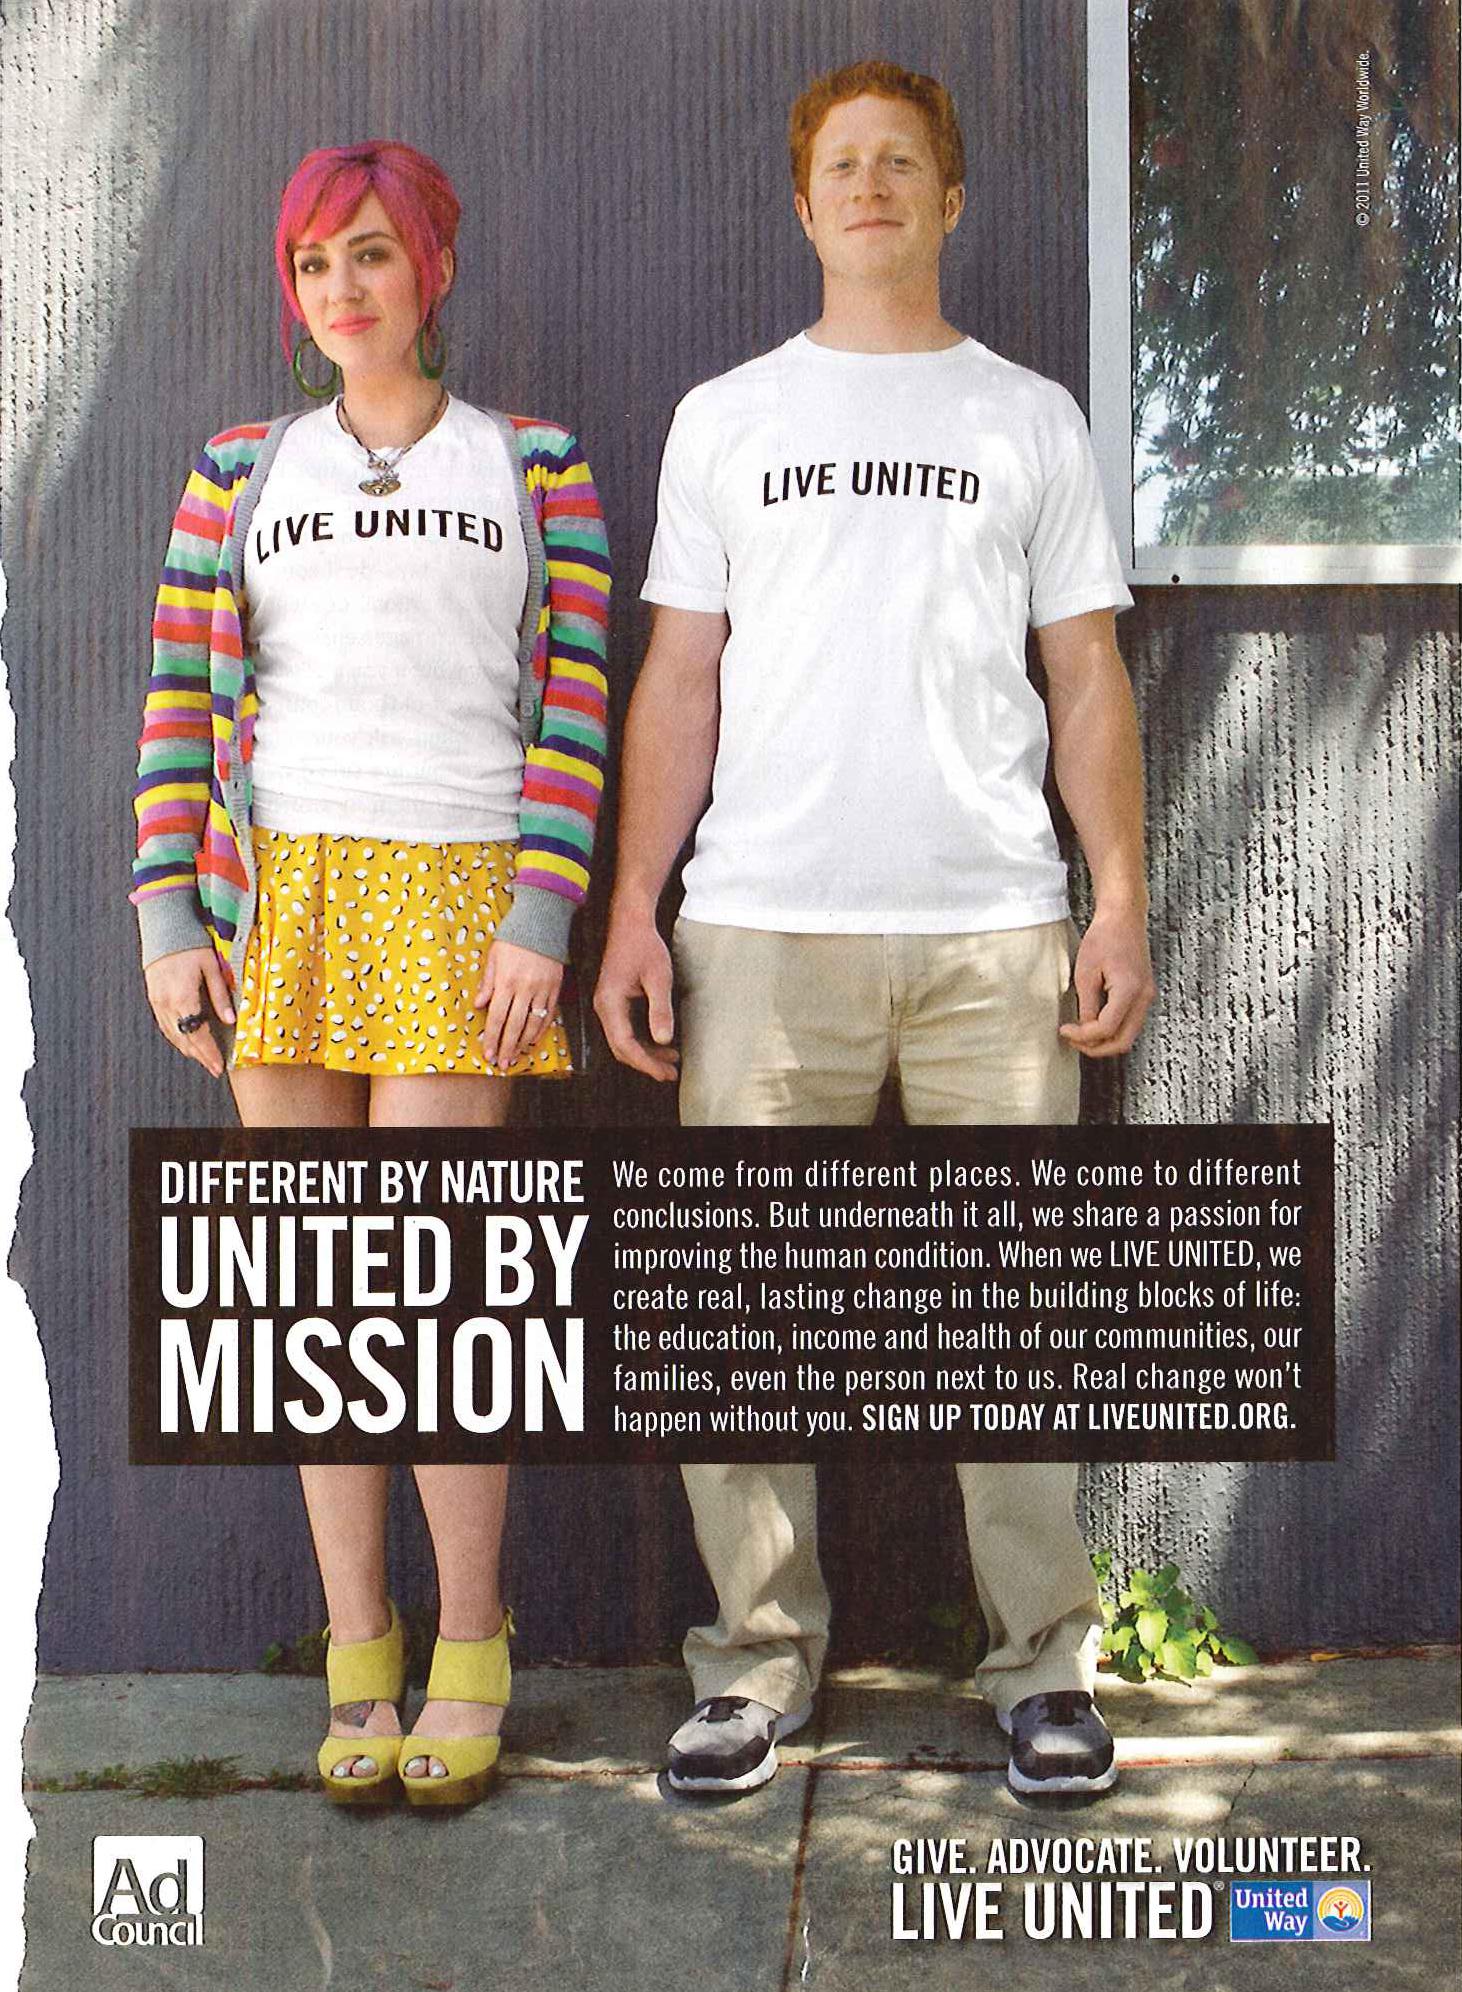 © 2011 United Way Worldwide.
LIVE UNITED
LIVE UNITED
DIFFERENT BY NATURE
UNITED BY
MISSION
We come from different places. We come to different
conclusions. But underneath it all, we share a passion for
improving the human condition. When we LIVE UNITED, we
create real, lasting change in the building blocks of life:
the education, income and health of our communities, our
families, even the person next to us. Real change won't
happen without you. SIGN UP TODAY AT LIVEUNITED.ORG.
Ad
Council
GIVE. ADVOCATE. VOLUNTEER.
LIVE UNITED®
United
Way